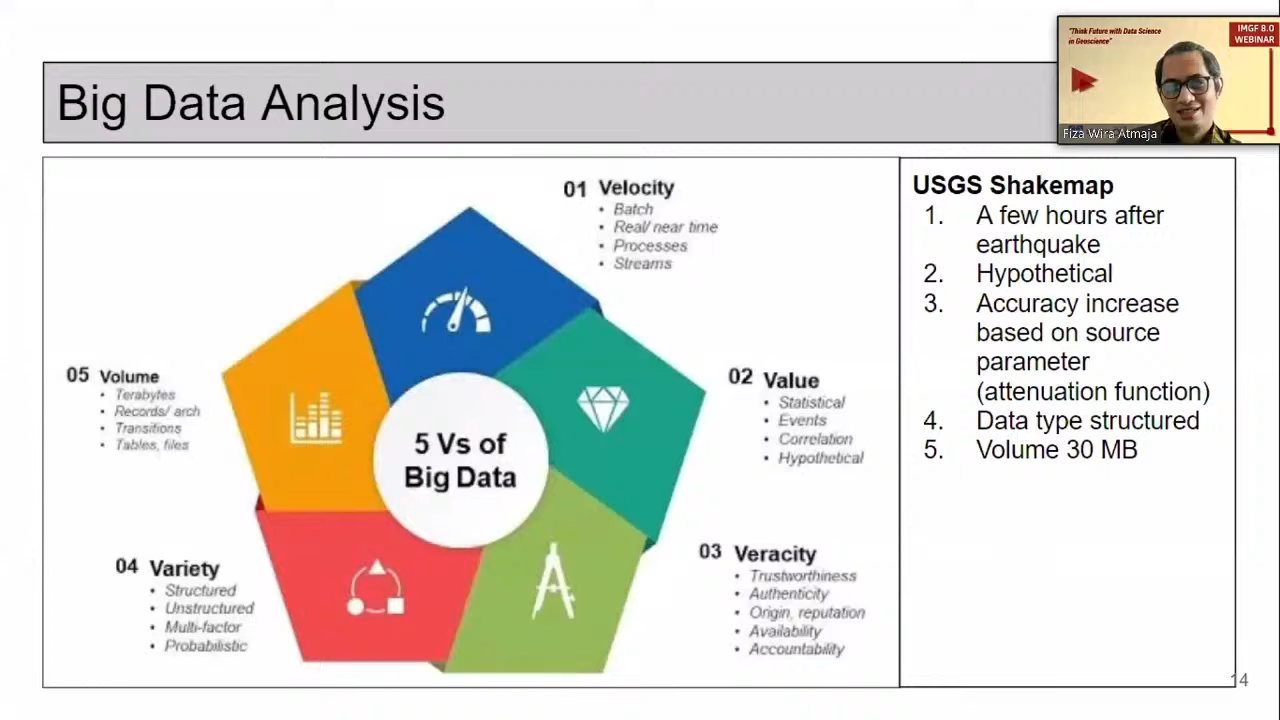 "Think Future with Data Science
in Geoscience"
IMGF 8.0
WEBINAR
Fiza Wira Atmaja
Big Data Analysis
01 Velocity
• Batch
• Real/ near time
• Processes
• Streams
02 Value
• Statistical
• Events
• Correlation
• Hypothetical
03 Veracity
• Trustworthiness
• Authenticity
• Origin, reputation
• Availability
• Accountability
04 Variety
• Structured
• Unstructured
• Multi-factor
• Probabilistic
05 Volume
• Terabytes
• Records/ arch
• Transitions
• Tables, files
5 Vs of
Big Data
USGS Shakemap
1. A few hours after
earthquake
2. Hypothetical
3. Accuracy increase
based on source
parameter
(attenuation function)
4. Data type structured
5. Volume 30 MB
14